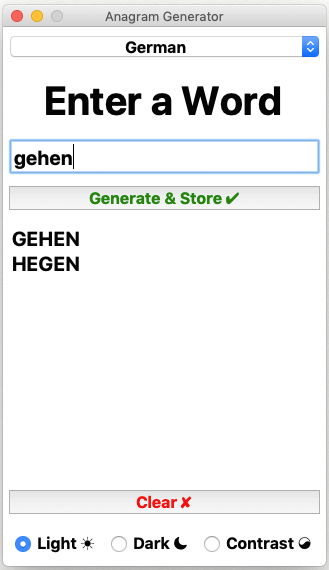 Anagram Generator
German
Enter a Word
gehen
Generate & Store ✔
GEHEN
HEGEN
Clear ✘
Light ☀ Dark ⏾ Contrast ☯